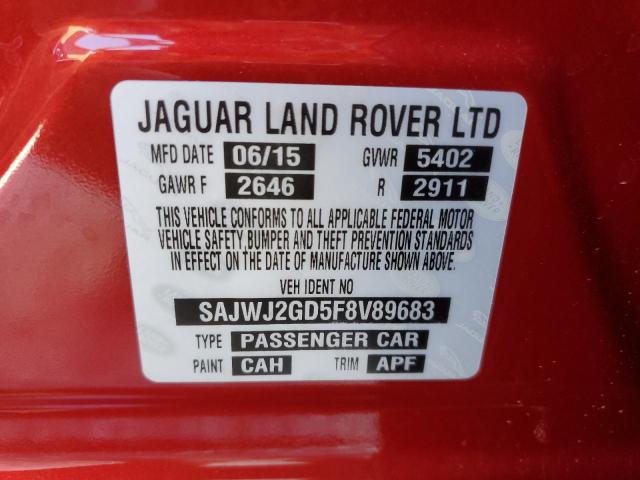 JAGUAR LAND ROVER LTD
MFD DATE 06/15 GVWR 5402
GAWR F 2646 R 2911
THIS VEHICLE CONFORMS TO ALL APPLICABLE FEDERAL MOTOR
VEHICLE SAFETY,BUMPER AND THEFT PREVENTION STANDARDS
IN EFFECT ON THE DATE OF MANUFACTURE SHOWN ABOVE.
VEH IDENT NO
SAJWJ2GD5F8V89683
TYPE PASSENGER CAR
PAINT CAH TRIM APF